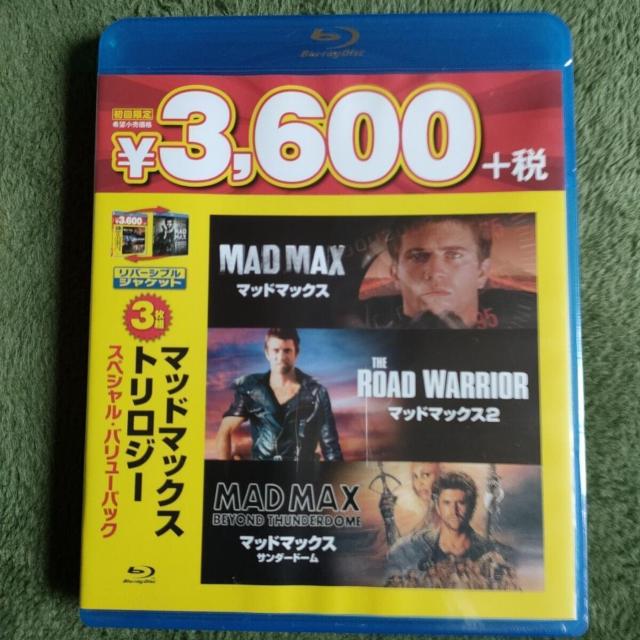 Blu-ray Disc
初回限定
希望小売価格
¥3,600+税
¥3,600
MAD MAX
リバーシブル
ジャケット
3枚組
マッドマックス
トリロジー
スペシャル・バリューパック
Blu-ray Disc
MAD MAX
マッドマックス
THE
ROAD WARRIOR
マッドマックス2
MAD MAX
BEYOND THUNDERDOME
マッドマックス
サンダードーム